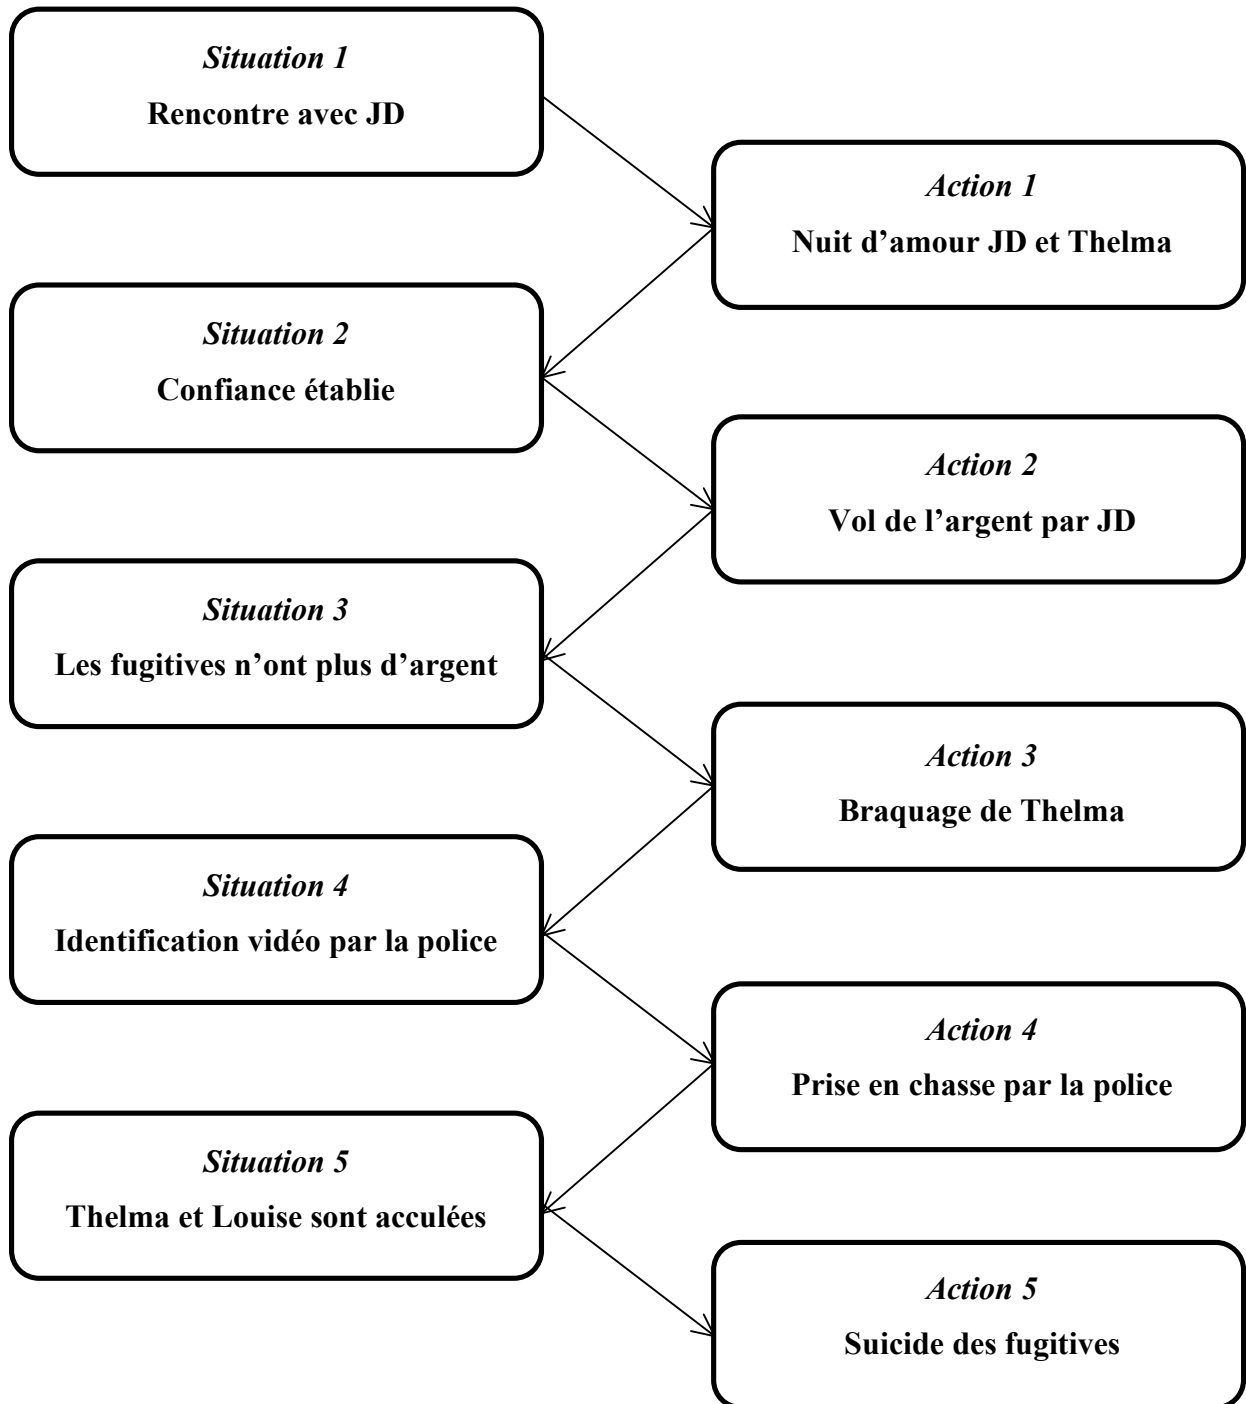 Situation 1
Rencontre avec JD
Action 1
Nuit d’amour JD et Thelma
Situation 2
Confiance établie
Action 2
Vol de l’argent par JD
Situation 3
Les fugitives n’ont plus d’argent
Action 3
Braquage de Thelma
Situation 4
Identification vidéo par la police
Action 4
Prise en chasse par la police
Situation 5
Thelma et Louise sont acculées
Action 5
Suicide des fugitives